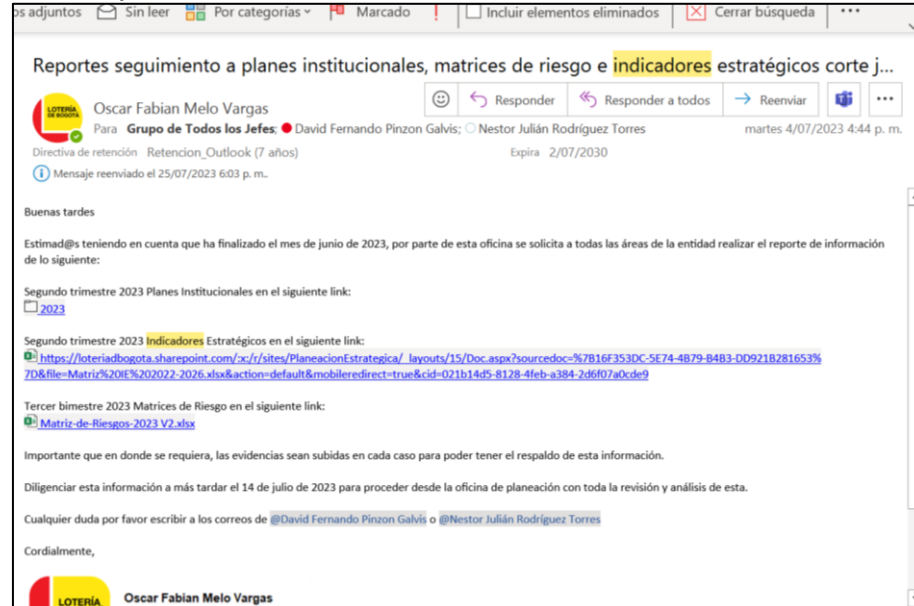 os adjuntos Sin leer Por categorías Marcado ! Incluir elementos eliminados Cerrar búsqueda ...
Reportes seguimiento a planes institucionales, matrices de riesgo e indicadores estratégicos corte j...
LOTERÍA
DE BOGOTÁ
Oscar Fabian Melo Vargas
Responder Responder a todos Reenviar ...
Para Grupo de Todos los Jefes; David Fernando Pinzon Galvis; Nestor Julián Rodríguez Torres martes 4/07/2023 4:44 p. m.
Directiva de retención Retencion_Outlook (7 años) Expira 2/07/2030
Mensaje reenviado el 25/07/2023 6:03 p. m..
Buenas tardes
Estimad@s teniendo en cuenta que ha finalizado el mes de junio de 2023, por parte de esta oficina se solicita a todas las áreas de la entidad realizar el reporte de información
de lo siguiente:
Segundo trimestre 2023 Planes Institucionales en el siguiente link:
2023
Segundo trimestre 2023 Indicadores Estratégicos en el siguiente link:
https://loteriadbogota.sharepoint.com/:x:/r/sites/PlaneacionEstrategica/_layouts/15/Doc.aspx?sourcedoc=%7B16F353DC-5E74-4B79-B4B3-DD921B281653%
7D&file=Matriz%20IE%202022-2026.xlsx&action=default&mobileredirect=true&cid=021b14d5-8128-4feb-a384-2d6f07a0cde9
Tercer bimestre 2023 Matrices de Riesgo en el siguiente link:
Matriz-de-Riesgos-2023 V2.xlsx
Importante que en donde se requiera, las evidencias sean subidas en cada caso para poder tener el respaldo de esta información.
Diligenciar esta información a más tardar el 14 de julio de 2023 para proceder desde la oficina de planeación con toda la revisión y análisis de esta.
Cualquier duda por favor escribir a los correos de @David Fernando Pinzon Galvis o @Nestor Julián Rodríguez Torres
Cordialmente,
LOTERÍA
Oscar Fabian Melo Vargas